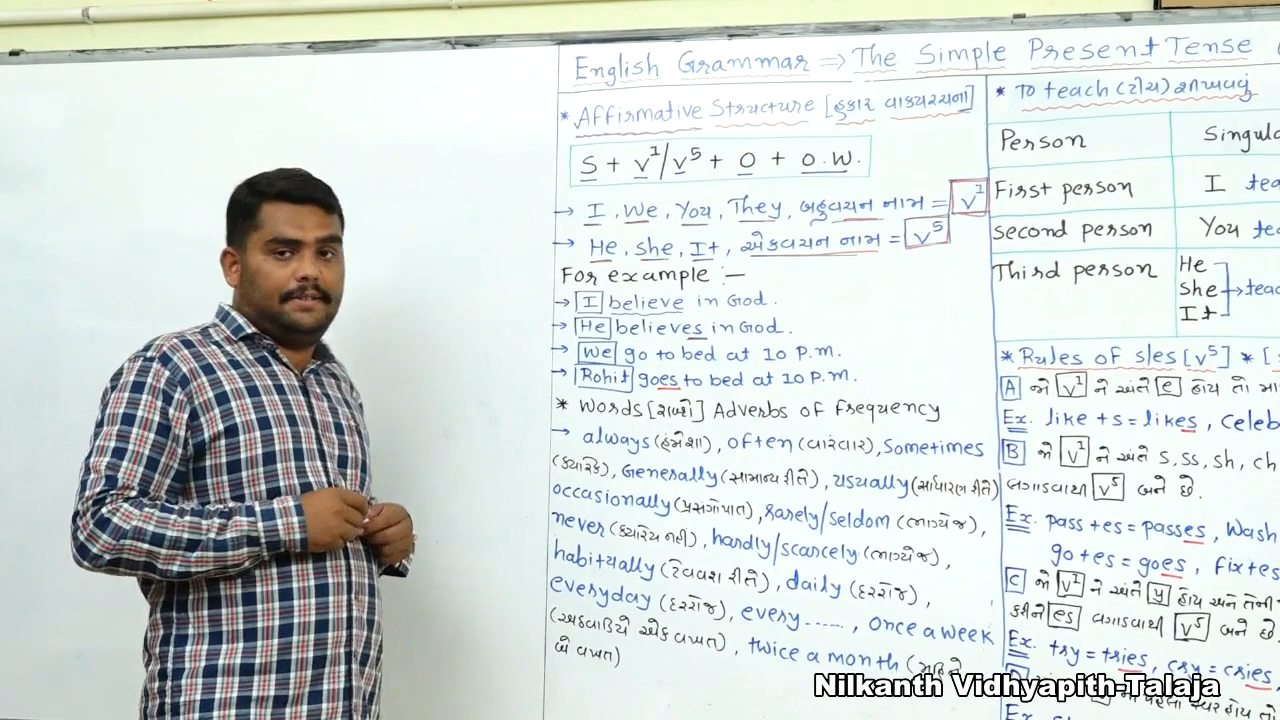 English Grammar ⇒ The Simple Present Tense
* Affirmative Structure [હકાર વાક્યરચના]
S + V¹/V⁵ + O + O.W.
→ I, We, You, They, બહુવચન નામ = V¹
→ He, She, It, એકવચન નામ = V⁵
For example :-
→ I believe in God.
→ He believes in God.
→ We go to bed at 10 P.M.
→ Rohit goes to bed at 10 P.M.
* Words [શબ્દો] Adverbs of Frequency
→ always (હંમેશા), often (વારંવાર), Sometimes
(ક્યારેક), Generally (સામાન્ય રીતે), usually (સાધારણ રીતે)
occasionally (પ્રસંગોપાત), rarely/seldom (ભાગ્યેજ),
never (ક્યારેય નહીં), hardly/scarcely (ભાગ્યેજ),
habitually (ટેવવશ રીતે), daily (દરરોજ),
everyday (દરરોજ), every......, once a week
(અઠવાડિયે એક વખત), twice a month (મહિને
બે વખત)
* To teach (ટીચ) શીખવવું
Person Singula
First person I tea
Second person You te
Third person He
She → teac
It
* Rules of s/es [V⁵] * [
A જો V¹ ને અંતે e હોય તો મા
Ex. like + s = likes, celeb
B જો V¹ ને અંતે s, ss, sh, ch
લગાડવાથી V⁵ બને છે.
Ex. pass + es = passes, wash
go + es = goes, fix + es
C જો V¹ ને અંતે y હોય અને તેની
કરીને es લગાડવાથી V⁵ બને છે
Ex. try = tries, cry = cries,
હોય તો
Ex.
Nilkanth Vidhyapith-Talaja